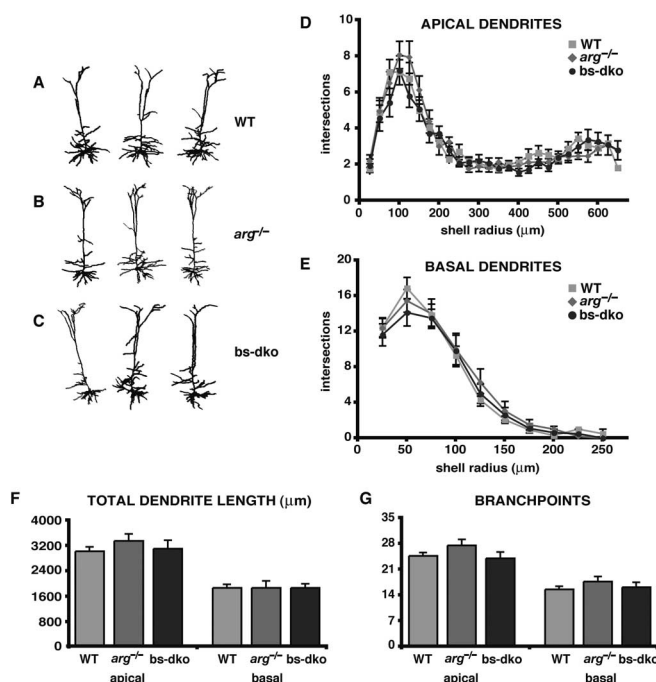 A
WT
B
arg–/–
C
bs-dko
D
APICAL DENDRITES
WT
arg–/–
bs-dko
intersections
10
8
6
4
2
0
0
100
200
300
400
500
600
shell radius (µm)
E
BASAL DENDRITES
WT
arg–/–
bs-dko
intersections
20
16
12
8
4
0
0
50
100
150
200
250
shell radius (µm)
F
TOTAL DENDRITE LENGTH (µm)
4000
3200
2400
1600
800
0
WT arg–/– bs-dko WT arg–/– bs-dko
apical basal
G
BRANCHPOINTS
35
28
21
14
7
0
WT arg–/– bs-dko WT arg–/– bs-dko
apical basal